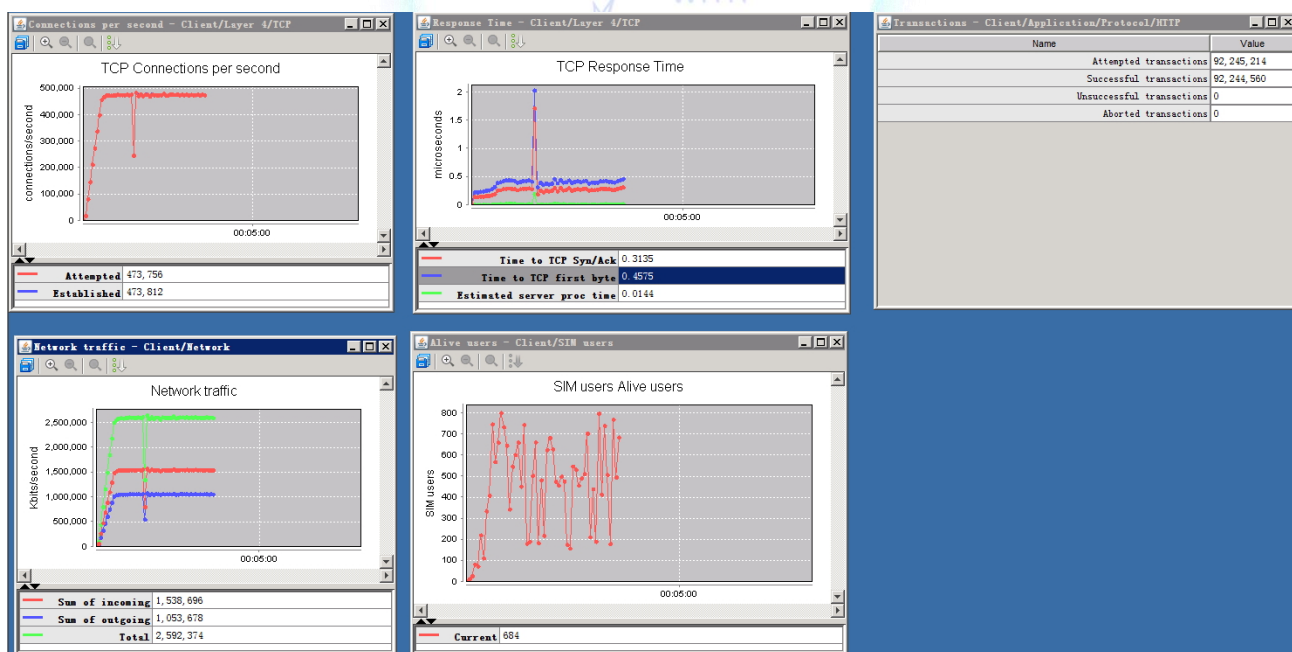 Connections per second - Client/Layer 4/TCP
TCP Connections per second
connections/second
500,000
400,000
300,000
200,000
100,000
0
00:05:00
Attempted 473,756
Established 473,812
Response Time - Client/Layer 4/TCP
TCP Response Time
microseconds
2
1.5
1
0.5
0
00:05:00
Time to TCP Syn/Ack 0.3135
Time to TCP first byte 0.4575
Estimated server proc time 0.0144
Transactions - Client/Application/Protocol/HTTP
Name Value
Attempted transactions 92,245,214
Successful transactions 92,244,560
Unsuccessful transactions 0
Aborted transactions 0
Network traffic - Client/Network
Network traffic
Kbits/second
2,500,000
2,000,000
1,500,000
1,000,000
500,000
0
00:05:00
Sum of incoming 1,538,696
Sum of outgoing 1,053,678
Total 2,592,374
Alive users - Client/SIM users
SIM users Alive users
SIM users
800
700
600
500
400
300
200
100
0
00:05:00
Current 684